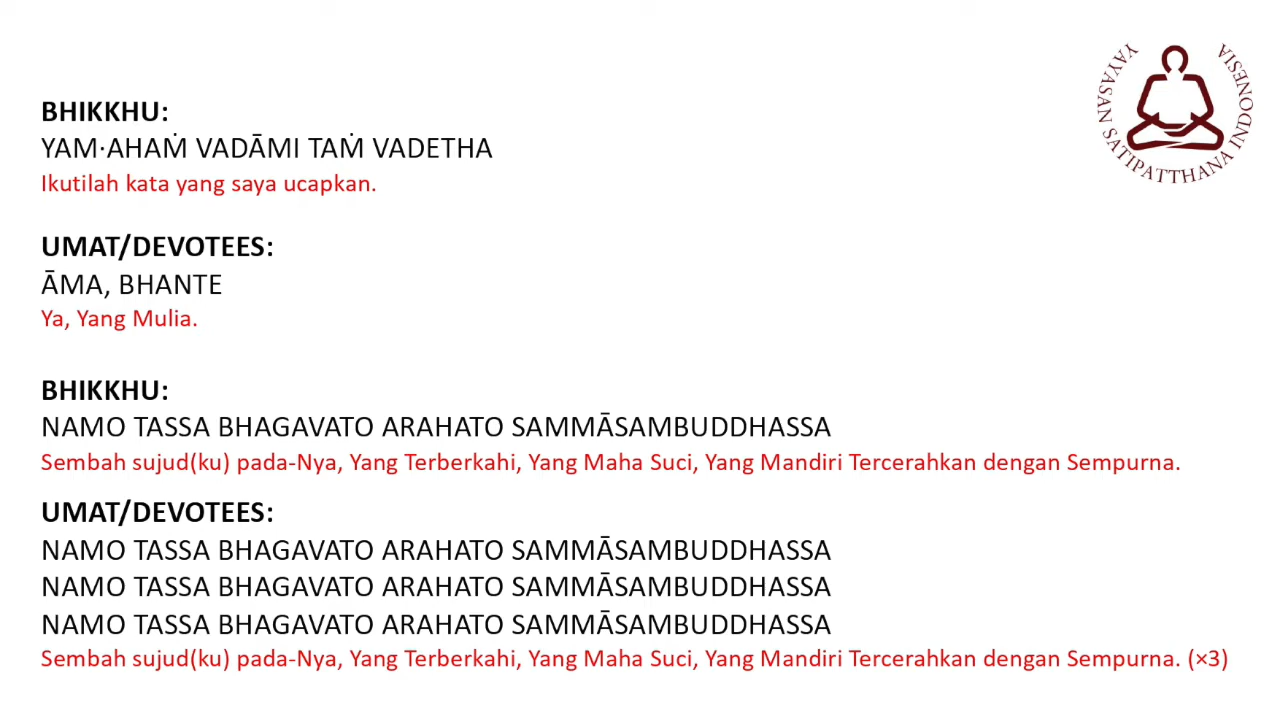 YAYASAN SATIPATTHANA INDONESIA
BHIKKHU:
YAM·AHAṀ VADĀMI TAṀ VADETHA
Ikutilah kata yang saya ucapkan.
UMAT/DEVOTEES:
ĀMA, BHANTE
Ya, Yang Mulia.
BHIKKHU:
NAMO TASSA BHAGAVATO ARAHATO SAMMĀSAMBUDDHASSA
Sembah sujud(ku) pada-Nya, Yang Terberkahi, Yang Maha Suci, Yang Mandiri Tercerahkan dengan Sempurna.
UMAT/DEVOTEES:
NAMO TASSA BHAGAVATO ARAHATO SAMMĀSAMBUDDHASSA
NAMO TASSA BHAGAVATO ARAHATO SAMMĀSAMBUDDHASSA
NAMO TASSA BHAGAVATO ARAHATO SAMMĀSAMBUDDHASSA
Sembah sujud(ku) pada-Nya, Yang Terberkahi, Yang Maha Suci, Yang Mandiri Tercerahkan dengan Sempurna. (×3)